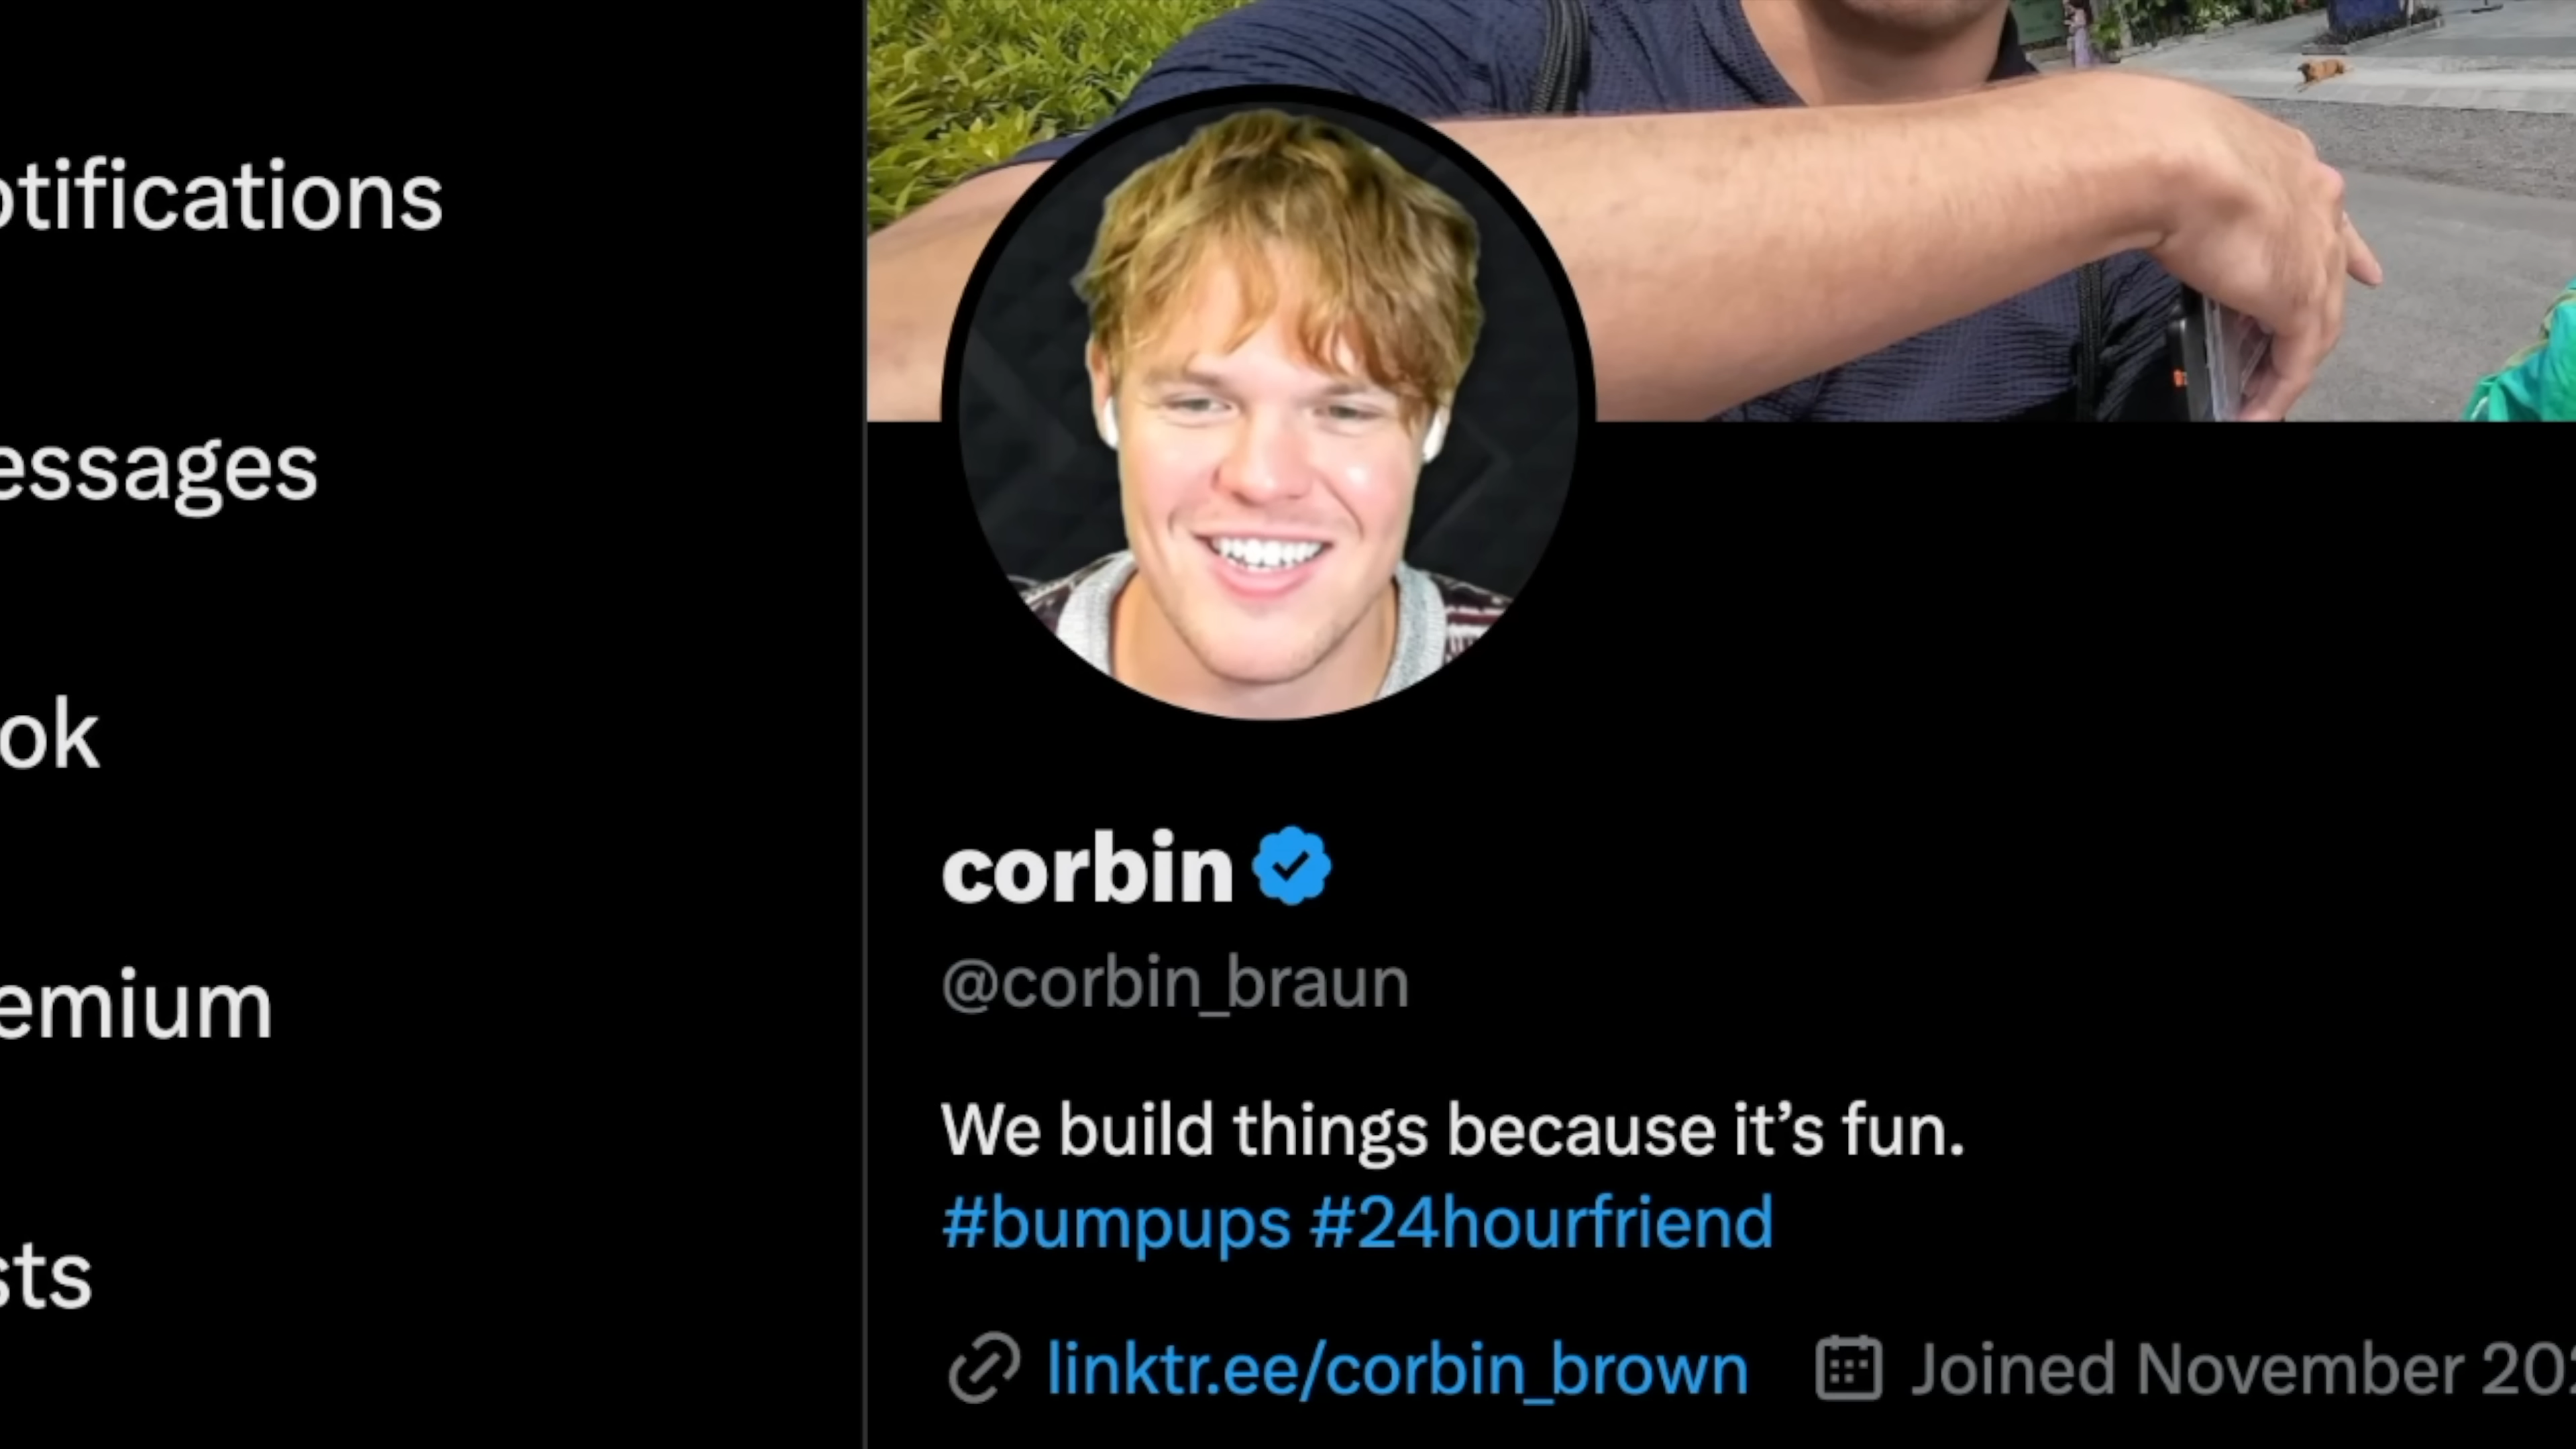 otifications
essages
ok
emium
sts
corbin
@corbin_braun
We build things because it’s fun.
#bumpups #24hourfriend
linktr.ee/corbin_brown Joined November 202